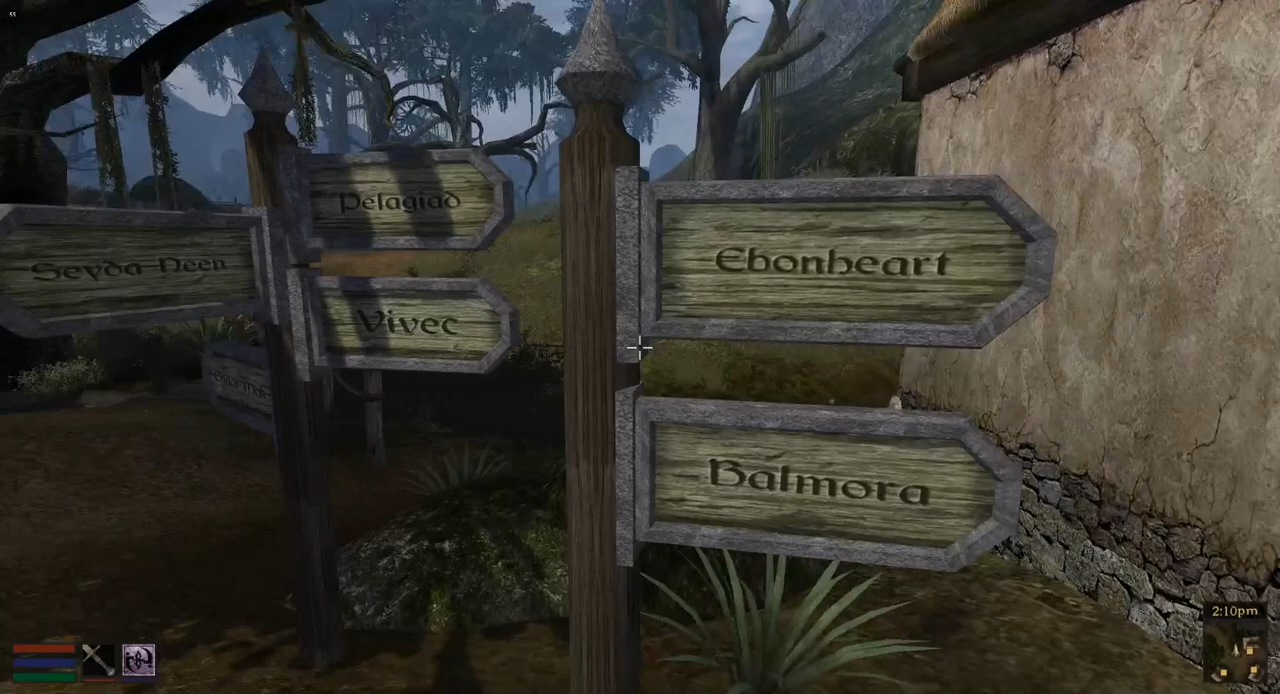 Pelagiad
Seyda Neen
Vivec
Ebonheart
Balmora
2:10pm